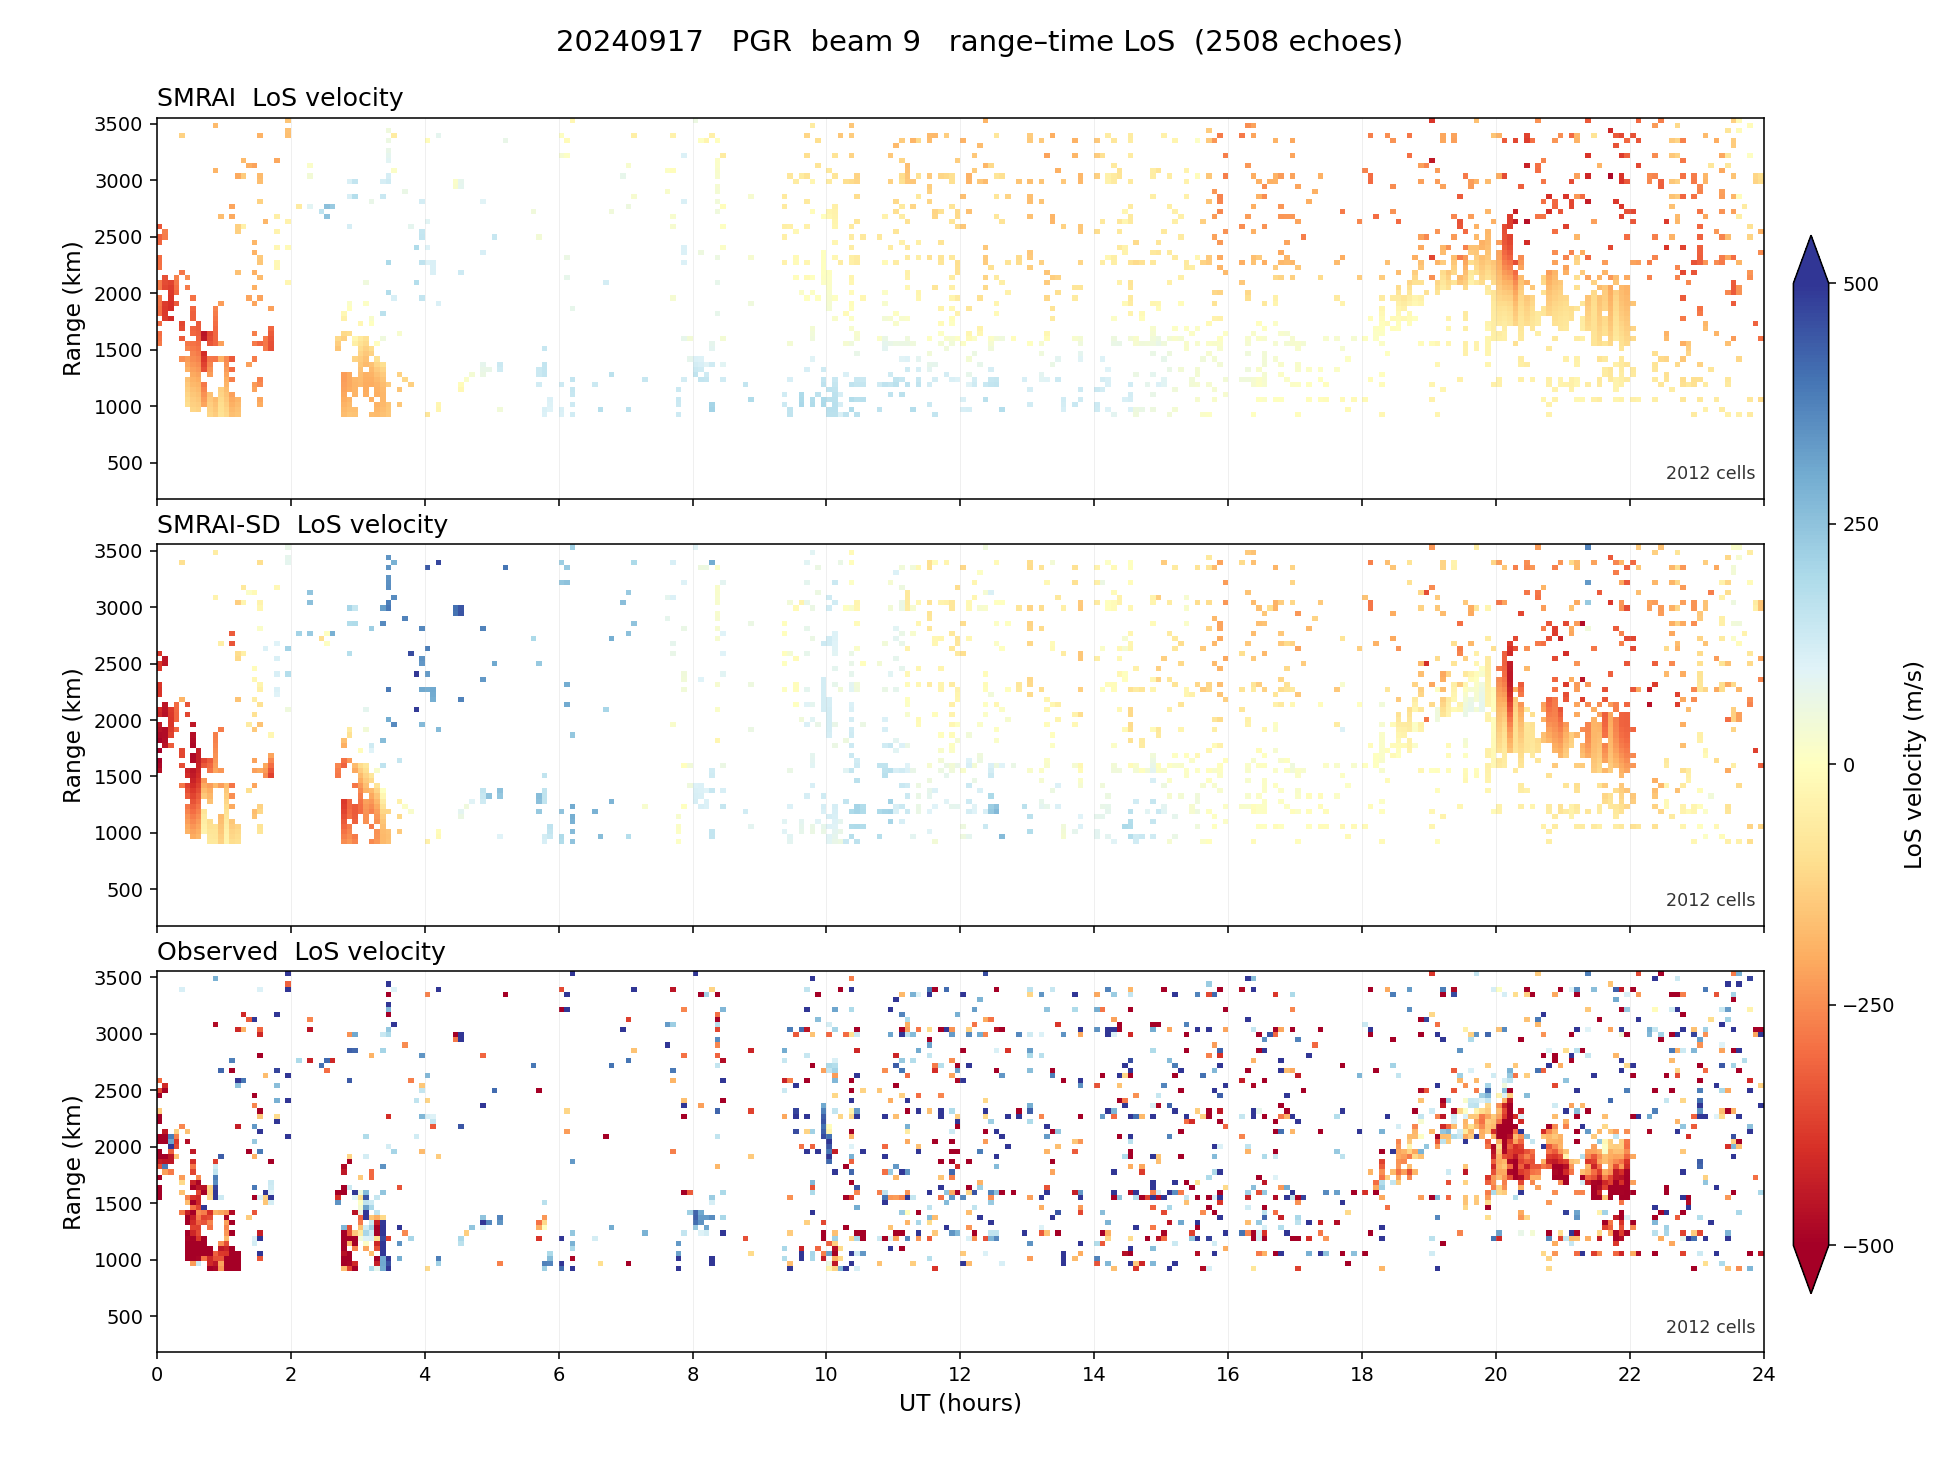 20240917 PGR beam 9 range–time LoS (2508 echoes)
SMRAI LoS velocity
3500
3000
2500
2000
1500
1000
500
Range (km)
2012 cells
SMRAI-SD LoS velocity
3500
3000
2500
2000
1500
1000
500
Range (km)
2012 cells
Observed LoS velocity
3500
3000
2500
2000
1500
1000
500
Range (km)
2012 cells
0 2 4 6 8 10 12 14 16 18 20 22 24
UT (hours)
500
250
0
−250
−500
LoS velocity (m/s)